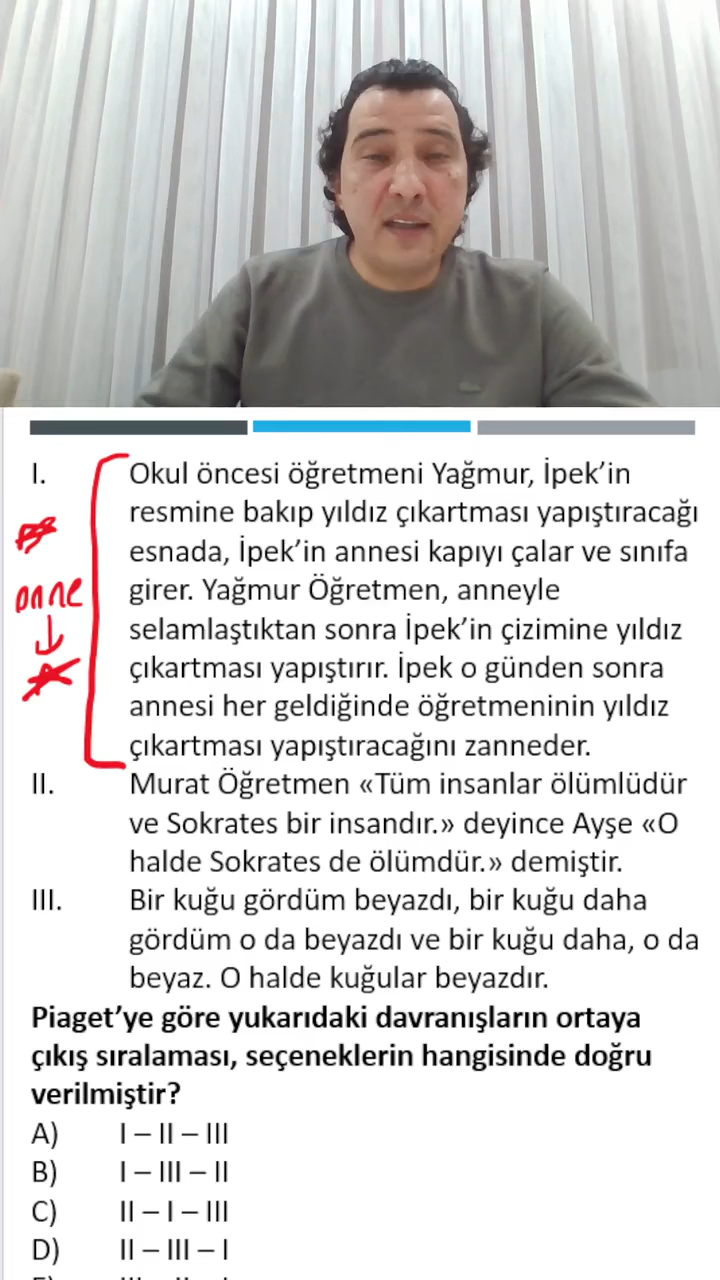 I. Okul öncesi öğretmeni Yağmur, İpek’in
resmine bakıp yıldız çıkartması yapıştıracağı
esnada, İpek’in annesi kapıyı çalar ve sınıfa
girer. Yağmur Öğretmen, anneyle
selamlaştıktan sonra İpek’in çizimine yıldız
çıkartması yapıştırır. İpek o günden sonra
annesi her geldiğinde öğretmeninin yıldız
çıkartması yapıştıracağını zanneder.
anne
II. Murat Öğretmen «Tüm insanlar ölümlüdür
ve Sokrates bir insandır.» deyince Ayşe «O
halde Sokrates de ölümdür.» demiştir.
III. Bir kuğu gördüm beyazdı, bir kuğu daha
gördüm o da beyazdı ve bir kuğu daha, o da
beyaz. O halde kuğular beyazdır.
Piaget’ye göre yukarıdaki davranışların ortaya
çıkış sıralaması, seçeneklerin hangisinde doğru
verilmiştir?
A) I – II – III
B) I – III – II
C) II – I – III
D) II – III – I